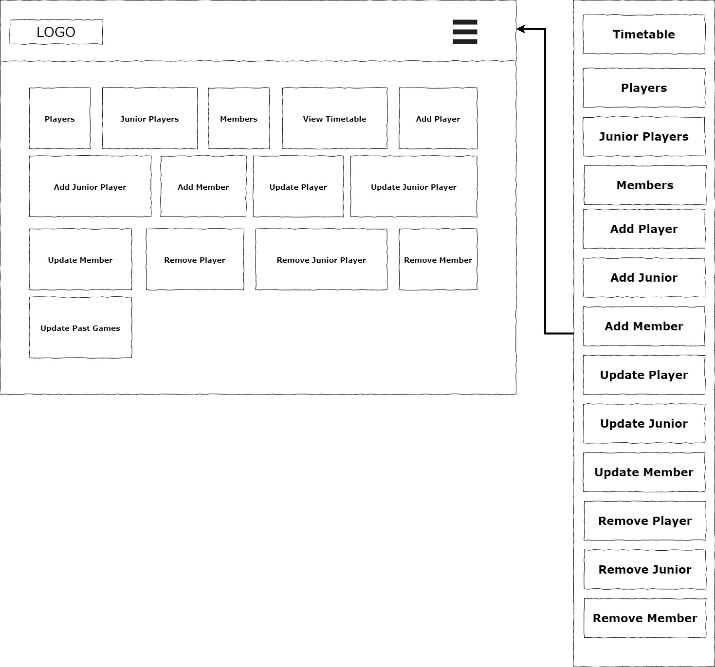 LOGO
Players
Junior Players
Members
View Timetable
Add Player
Add Junior Player
Add Member
Update Player
Update Junior Player
Update Member
Remove Player
Remove Junior Player
Remove Member
Update Past Games
Timetable
Players
Junior Players
Members
Add Player
Add Junior
Add Member
Update Player
Update Junior
Update Member
Remove Player
Remove Junior
Remove Member